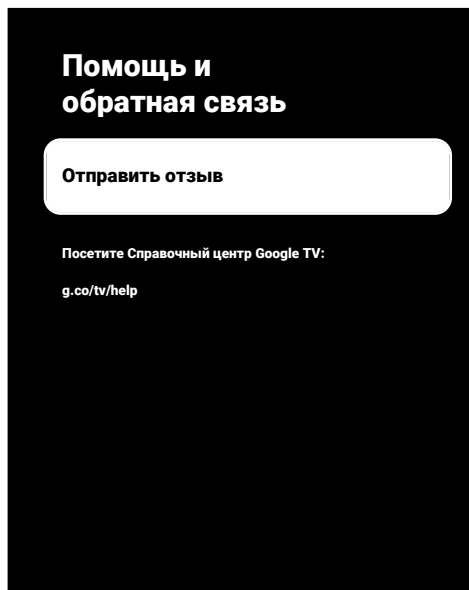 Помощь и
обратная связь
Отправить отзыв
Посетите Справочный центр Google TV:
g.co/tv/help